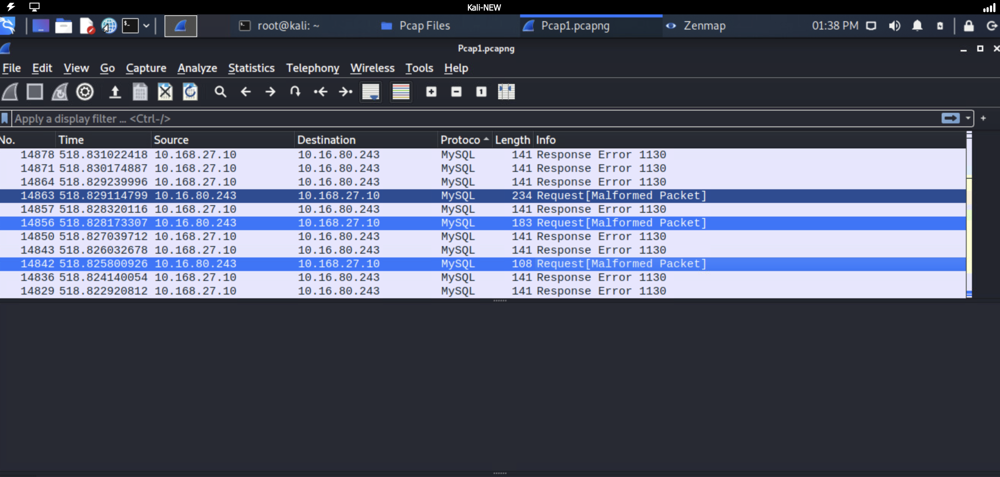 Kali-NEW
root@kali: ~ Pcap Files Pcap1.pcapng Zenmap 01:38 PM
Pcap1.pcapng
File Edit View Go Capture Analyze Statistics Telephony Wireless Tools Help
Apply a display filter ... <Ctrl-/>
No. Time Source Destination Protoco Length Info
14878 518.831022418 10.168.27.10 10.16.80.243 MySQL 141 Response Error 1130
14871 518.830174887 10.168.27.10 10.16.80.243 MySQL 141 Response Error 1130
14864 518.829239996 10.168.27.10 10.16.80.243 MySQL 141 Response Error 1130
14863 518.829114799 10.16.80.243 10.168.27.10 MySQL 234 Request[Malformed Packet]
14857 518.828320116 10.168.27.10 10.16.80.243 MySQL 141 Response Error 1130
14856 518.828173307 10.16.80.243 10.168.27.10 MySQL 183 Request[Malformed Packet]
14850 518.827039712 10.168.27.10 10.16.80.243 MySQL 141 Response Error 1130
14843 518.826032678 10.168.27.10 10.16.80.243 MySQL 141 Response Error 1130
14842 518.825800926 10.16.80.243 10.168.27.10 MySQL 108 Request[Malformed Packet]
14836 518.824140054 10.168.27.10 10.16.80.243 MySQL 141 Response Error 1130
14829 518.822920812 10.168.27.10 10.16.80.243 MySQL 141 Response Error 1130